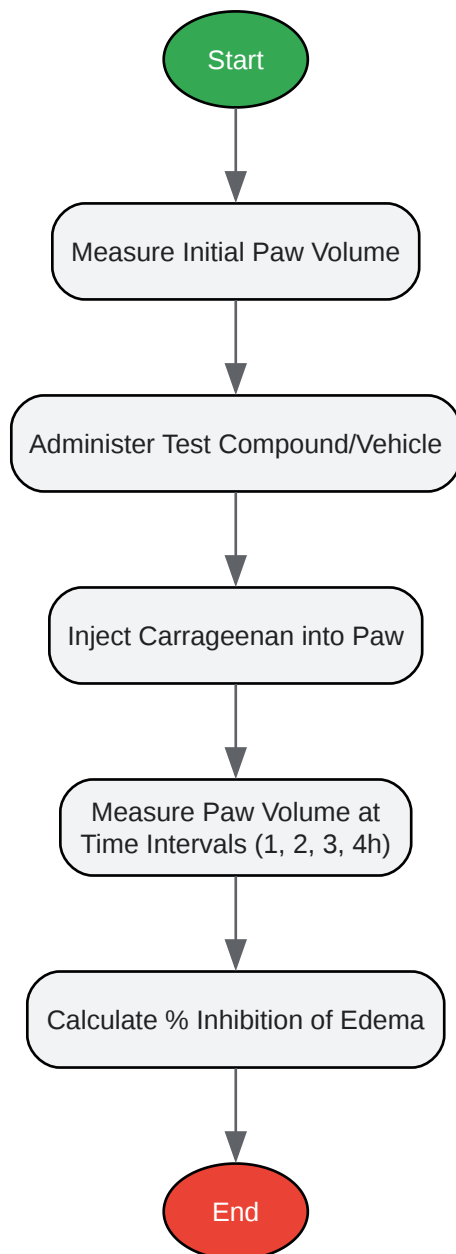 Start
Measure Initial Paw Volume
Administer Test Compound/Vehicle
Inject Carrageenan into Paw
Measure Paw Volume at
Time Intervals (1, 2, 3, 4h)
Calculate % Inhibition of Edema
End